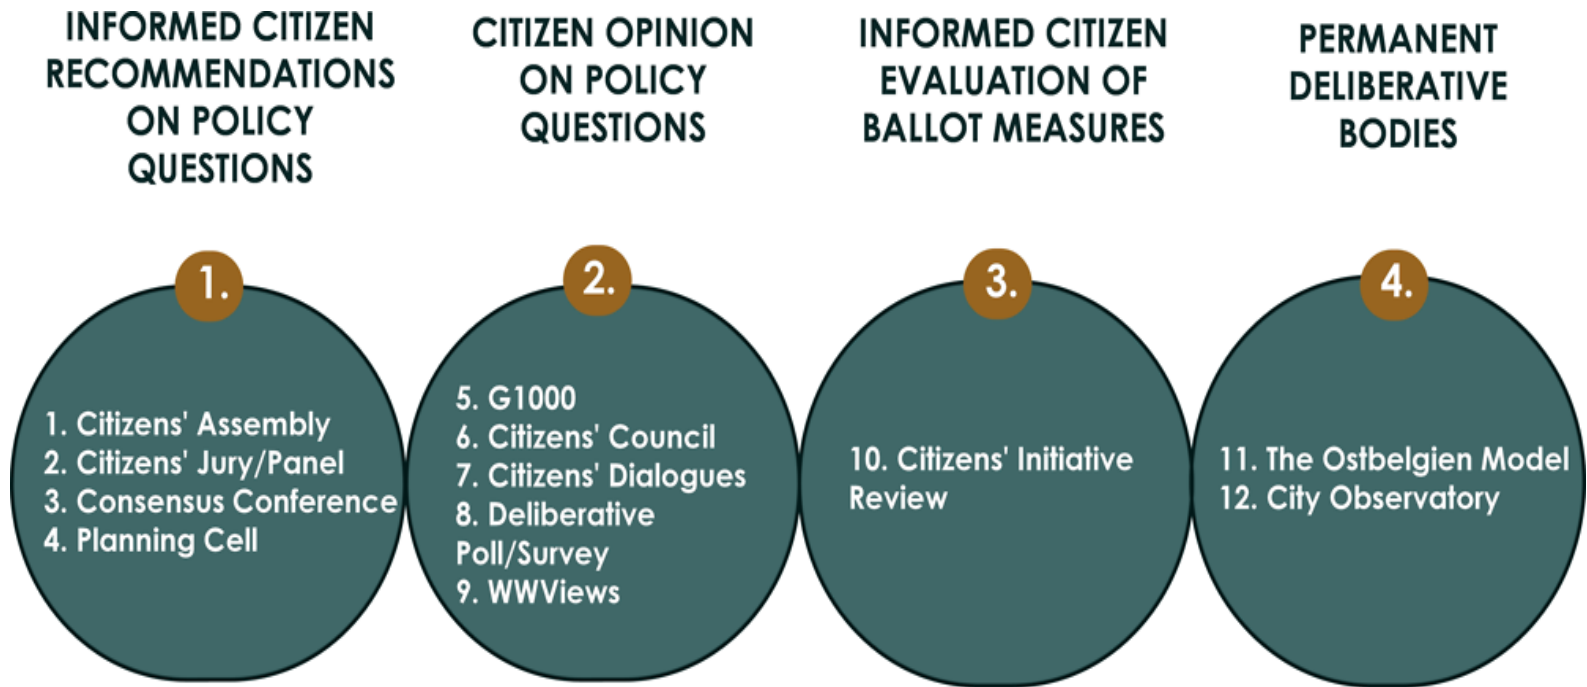 INFORMED CITIZEN
RECOMMENDATIONS
ON POLICY
QUESTIONS
CITIZEN OPINION
ON POLICY
QUESTIONS
INFORMED CITIZEN
EVALUATION OF
BALLOT MEASURES
PERMANENT
DELIBERATIVE
BODIES
1.
1. Citizens' Assembly
2. Citizens' Jury/Panel
3. Consensus Conference
4. Planning Cell
2.
5. G1000
6. Citizens' Council
7. Citizens' Dialogues
8. Deliberative
Poll/Survey
9. WWViews
3.
10. Citizens' Initiative
Review
4.
11. The Ostbelgien Model
12. City Observatory